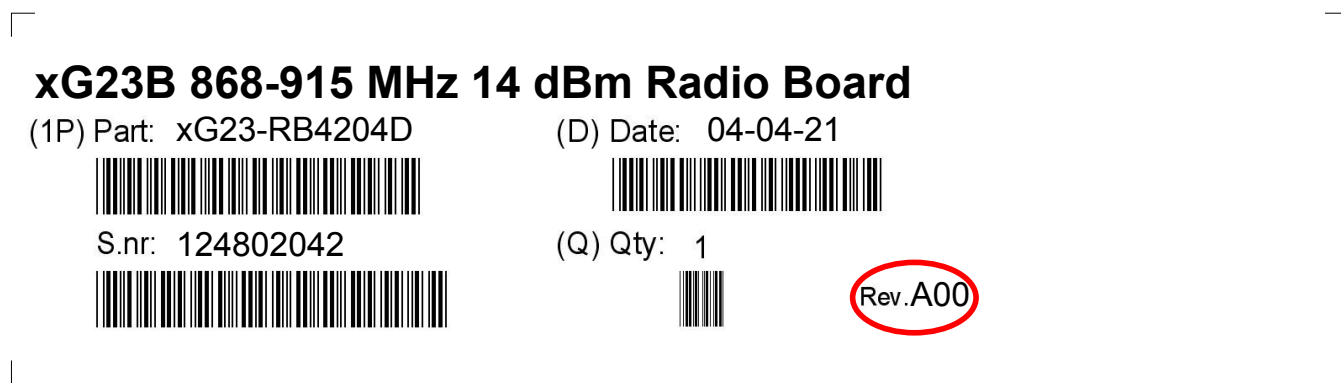 xG23B 868-915 MHz 14 dBm Radio Board
(1P) Part: xG23-RB4204D (D) Date: 04-04-21
S.nr: 124802042 (Q) Qty: 1
Rev.A00